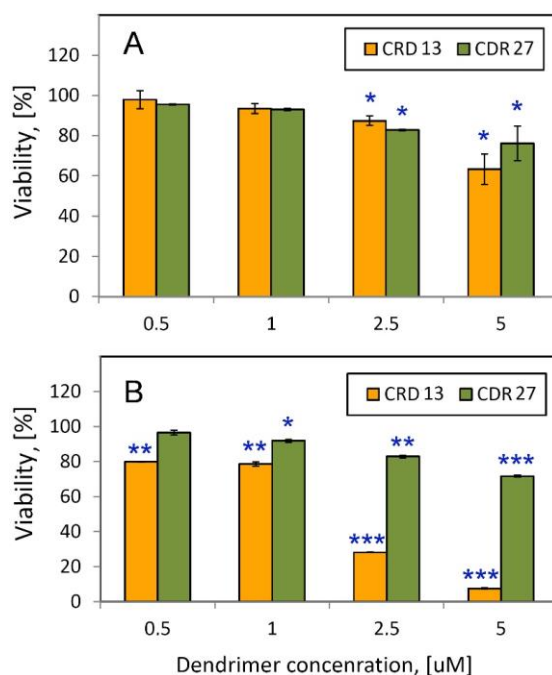 A
CRD 13 CDR 27
Viability, [%]
120
100
80
60
40
20
0
* *
* *
0.5 1 2.5 5
B
CRD 13 CDR 27
Viability, [%]
120
100
80
60
40
20
0
** ** * *** ** *** ***
0.5 1 2.5 5
Dendrimer concenration, [uM]